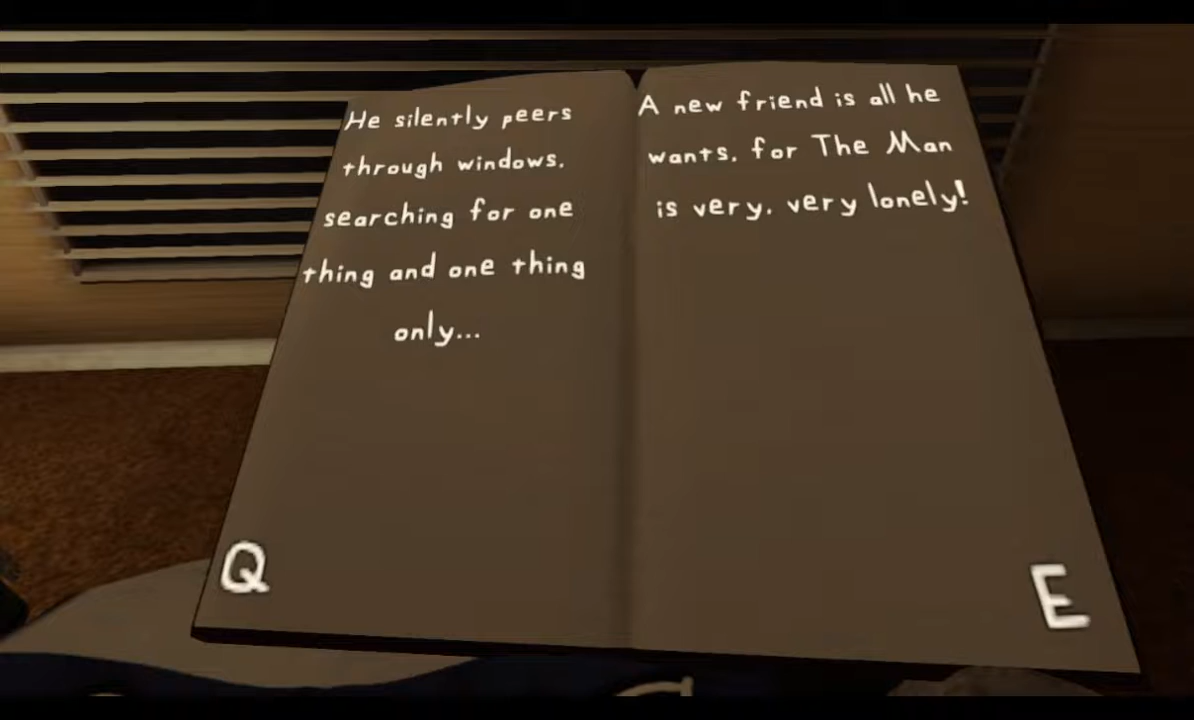 He silently peers
through windows.
searching for one
thing and one thing
only...
A new friend is all he
wants. for The Man
is very. very lonely!
Q
E